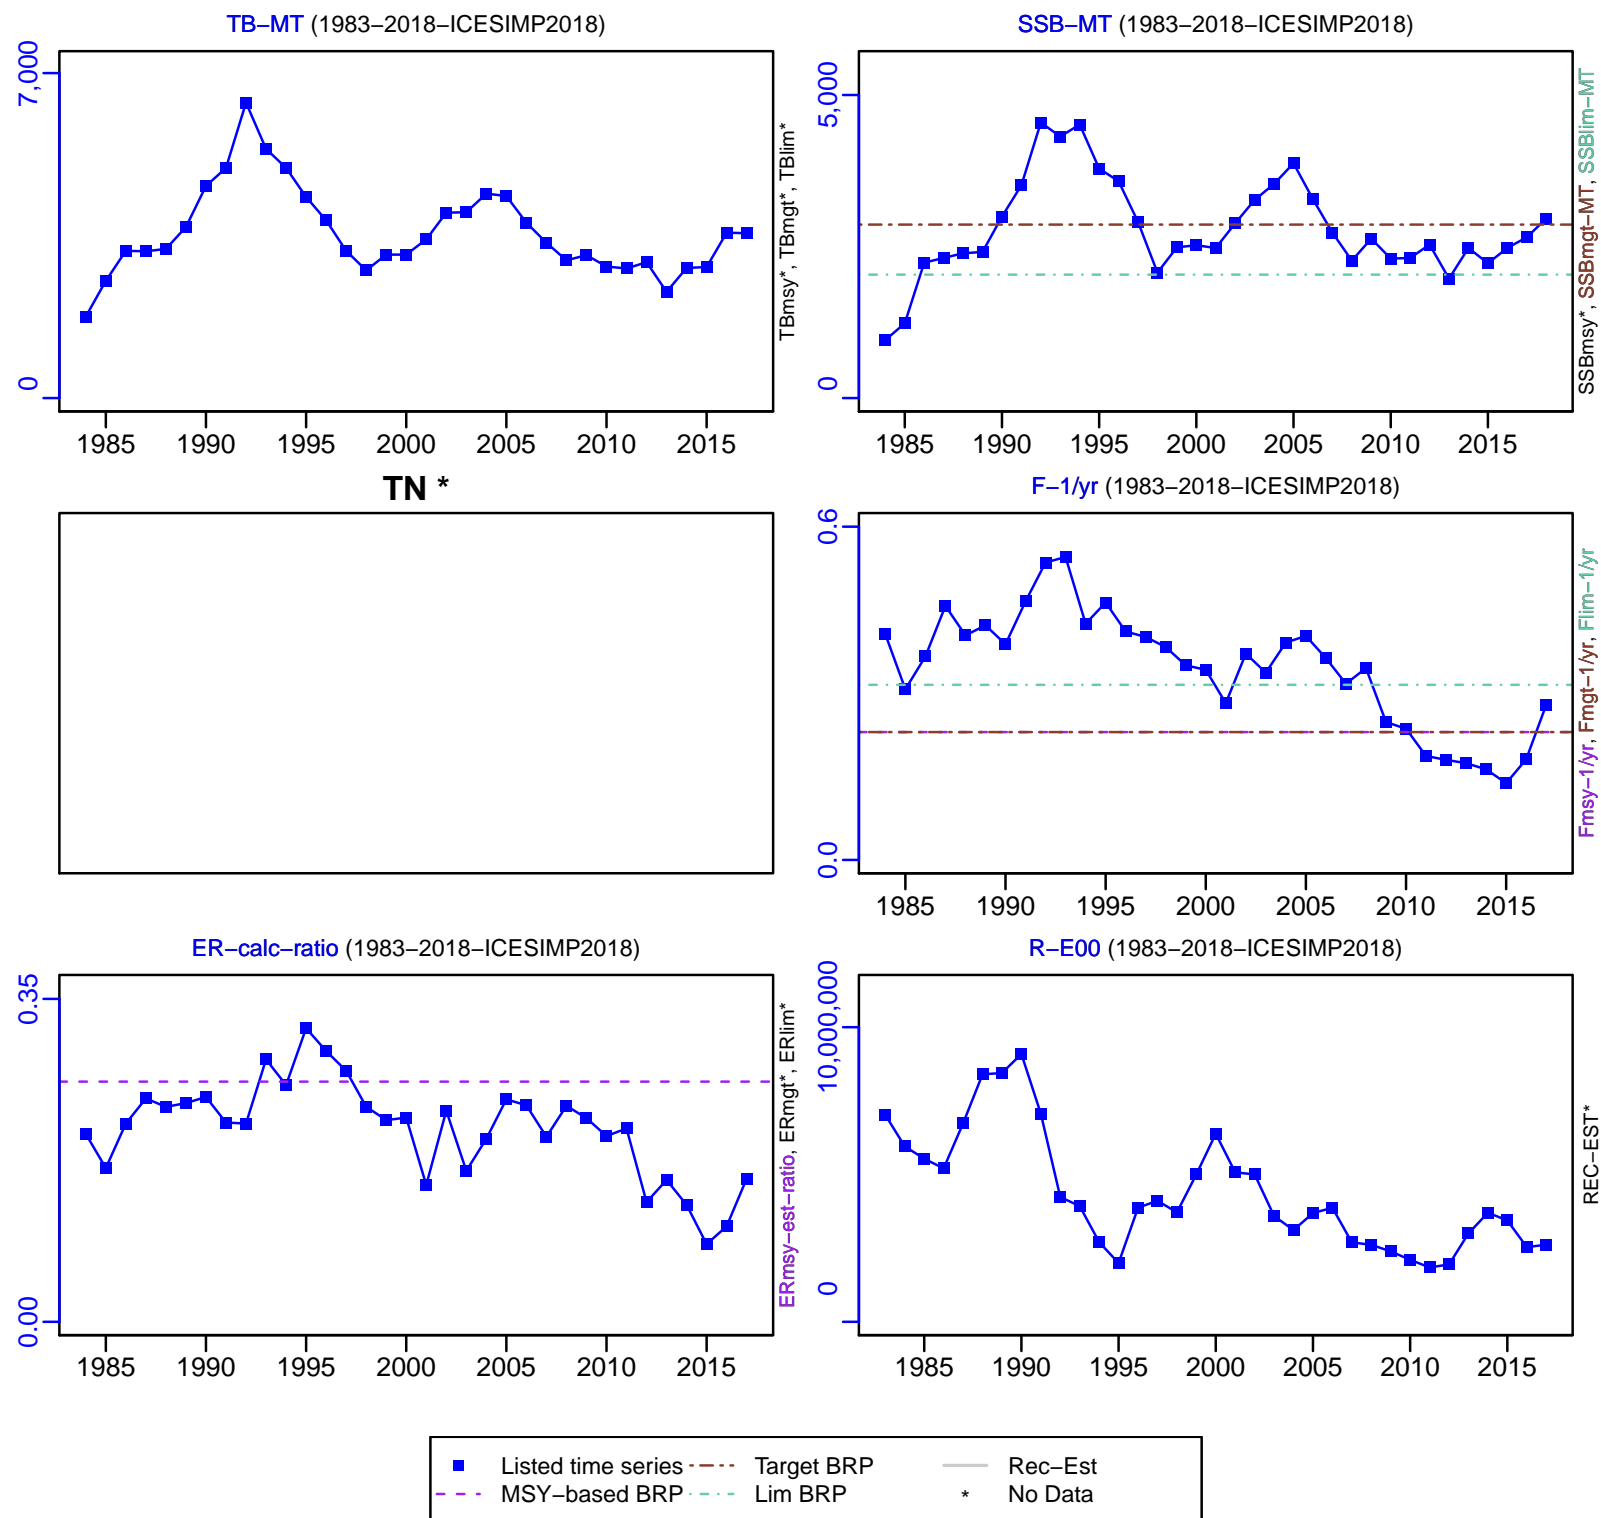 TB−MT (1983−2018−ICESIMP2018)
7,000
0
1985 1990 1995 2000 2005 2010 2015
TBmsy*, TBmgt*, TBlim*
SSB−MT (1983−2018−ICESIMP2018)
5,000
0
1985 1990 1995 2000 2005 2010 2015
SSBmsy*, SSBmgt−MT, SSBlim−MT
TN *
F−1/yr (1983−2018−ICESIMP2018)
0.6
0.0
1985 1990 1995 2000 2005 2010 2015
Fmsy−1/yr, Fmgt−1/yr, Flim−1/yr
ER−calc−ratio (1983−2018−ICESIMP2018)
0.35
0.00
1985 1990 1995 2000 2005 2010 2015
ERmsy−est−ratio, ERmgt*, ERlim*
R−E00 (1983−2018−ICESIMP2018)
10,000,000
0
1985 1990 1995 2000 2005 2010 2015
REC−EST*
Listed time series Target BRP Rec−Est
MSY−based BRP Lim BRP * No Data